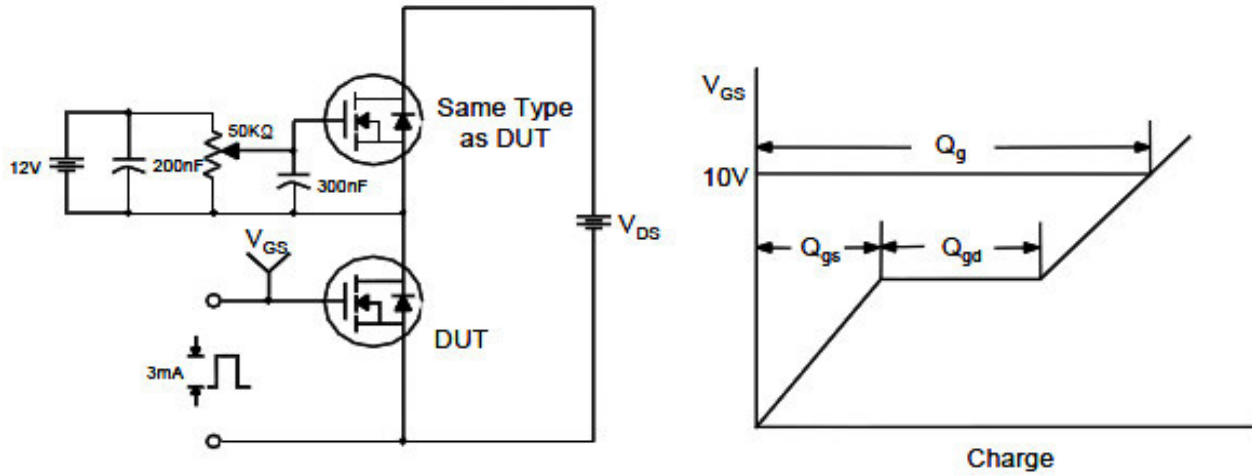 Same Type
as DUT
50KΩ
12V
200nF
300nF
V_DS
V_GS
DUT
3mA
V_GS
Q_g
10V
Q_gs
Q_gd
Charge